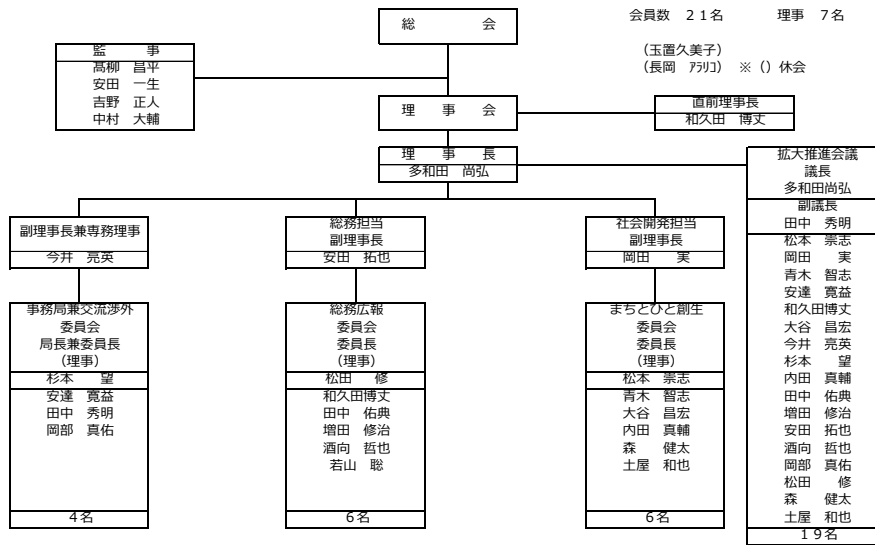 会員数 ２１名 理事 ７名
総 会
(玉置久美子)
(長岡 ｱﾗﾘｺ) ※ () 休会
監 事
髙柳 昌平
安田 一生
吉野 正人
中村 大輔
理 事 会
直前理事長
和久田 博丈
理 事 長
多和田 尚弘
拡大推進会議
議長
多和田尚弘
副議長
田中 秀明
松本 崇志
岡田 実
青木 智志
安達 寛益
和久田博丈
大谷 昌宏
今井 亮英
杉本 望
内田 真輔
田中 佑典
増田 修治
安田 拓也
酒向 哲也
岡部 真佑
松田 修
森 健太
土屋 和也
１９名
副理事長兼専務理事
今井 亮英
総務担当
副理事長
安田 拓也
社会開発担当
副理事長
岡田 実
事務局兼交流渉外
委員会
局長兼委員長
(理事)
杉本 望
安達 寛益
田中 秀明
岡部 真佑
４名
総務広報
委員会
委員長
(理事)
松田 修
和久田博丈
田中 佑典
増田 修治
酒向 哲也
若山 聡
６名
まちとひと創生
委員会
委員長
(理事)
松本 崇志
青木 智志
大谷 昌宏
内田 真輔
森 健太
土屋 和也
６名